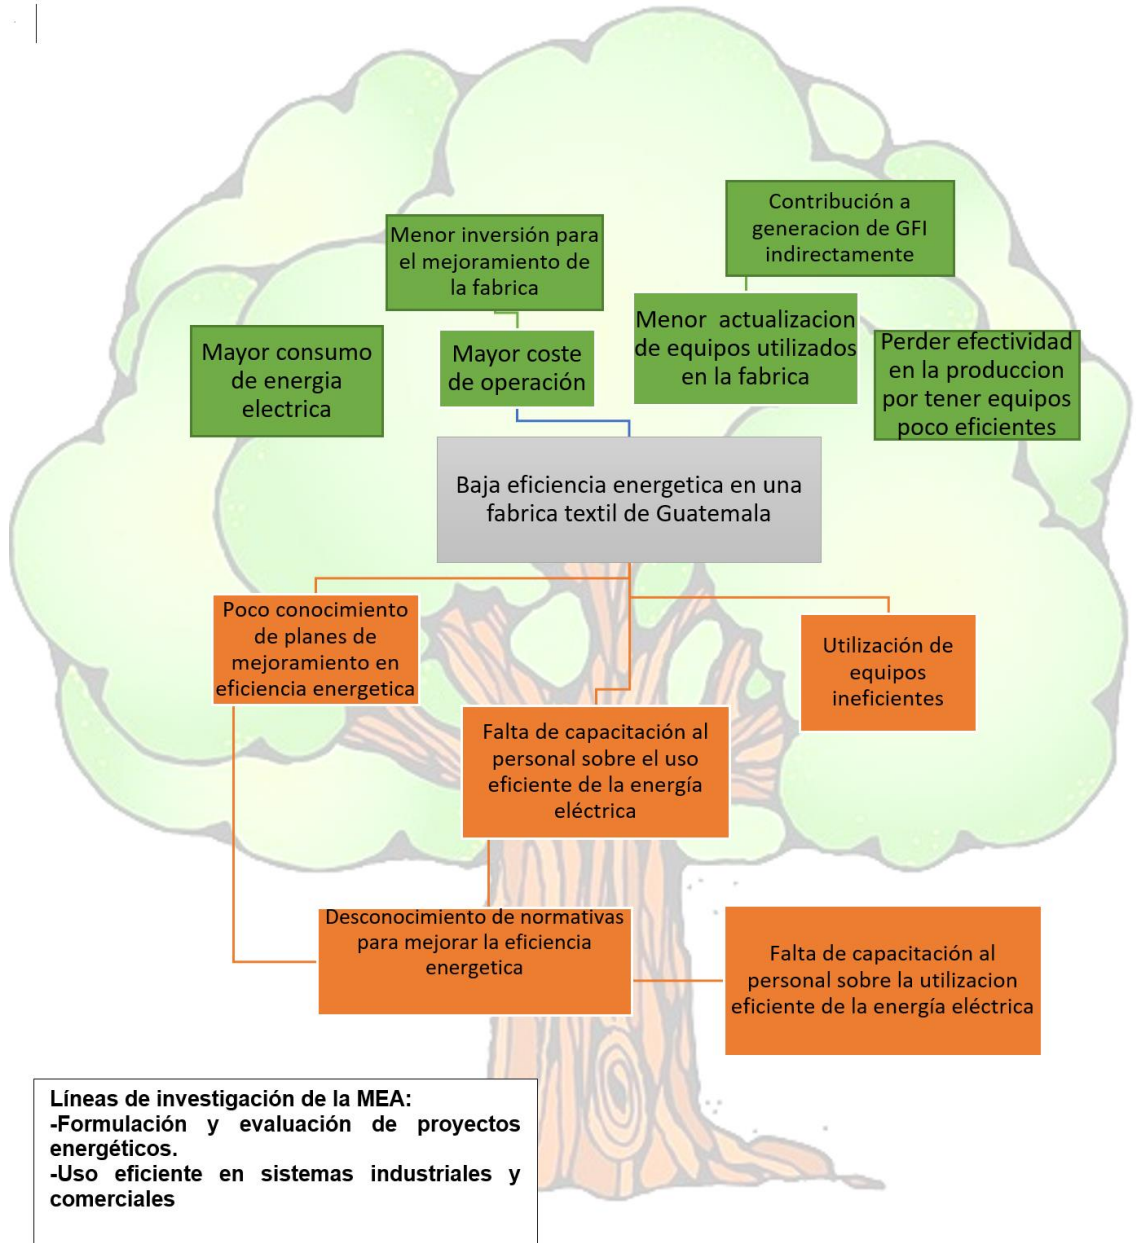 Contribución a
generacion de GFI
indirectamente
Menor inversión para
el mejoramiento de
la fabrica
Menor actualizacion
de equipos utilizados
en la fabrica
Mayor consumo
de energia
electrica
Mayor coste
de operación
Perder efectividad
en la produccion
por tener equipos
poco eficientes
Baja eficiencia energetica en una
fabrica textil de Guatemala
Poco conocimiento
de planes de
mejoramiento en
eficiencia energetica
Utilización de
equipos
ineficientes
Falta de capacitación al
personal sobre el uso
eficiente de la energía
eléctrica
Desconocimiento de normativas
para mejorar la eficiencia
energetica
Falta de capacitación al
personal sobre la utilizacion
eficiente de la energía eléctrica
Líneas de investigación de la MEA:
-Formulación y evaluación de proyectos
energéticos.
-Uso eficiente en sistemas industriales y
comerciales